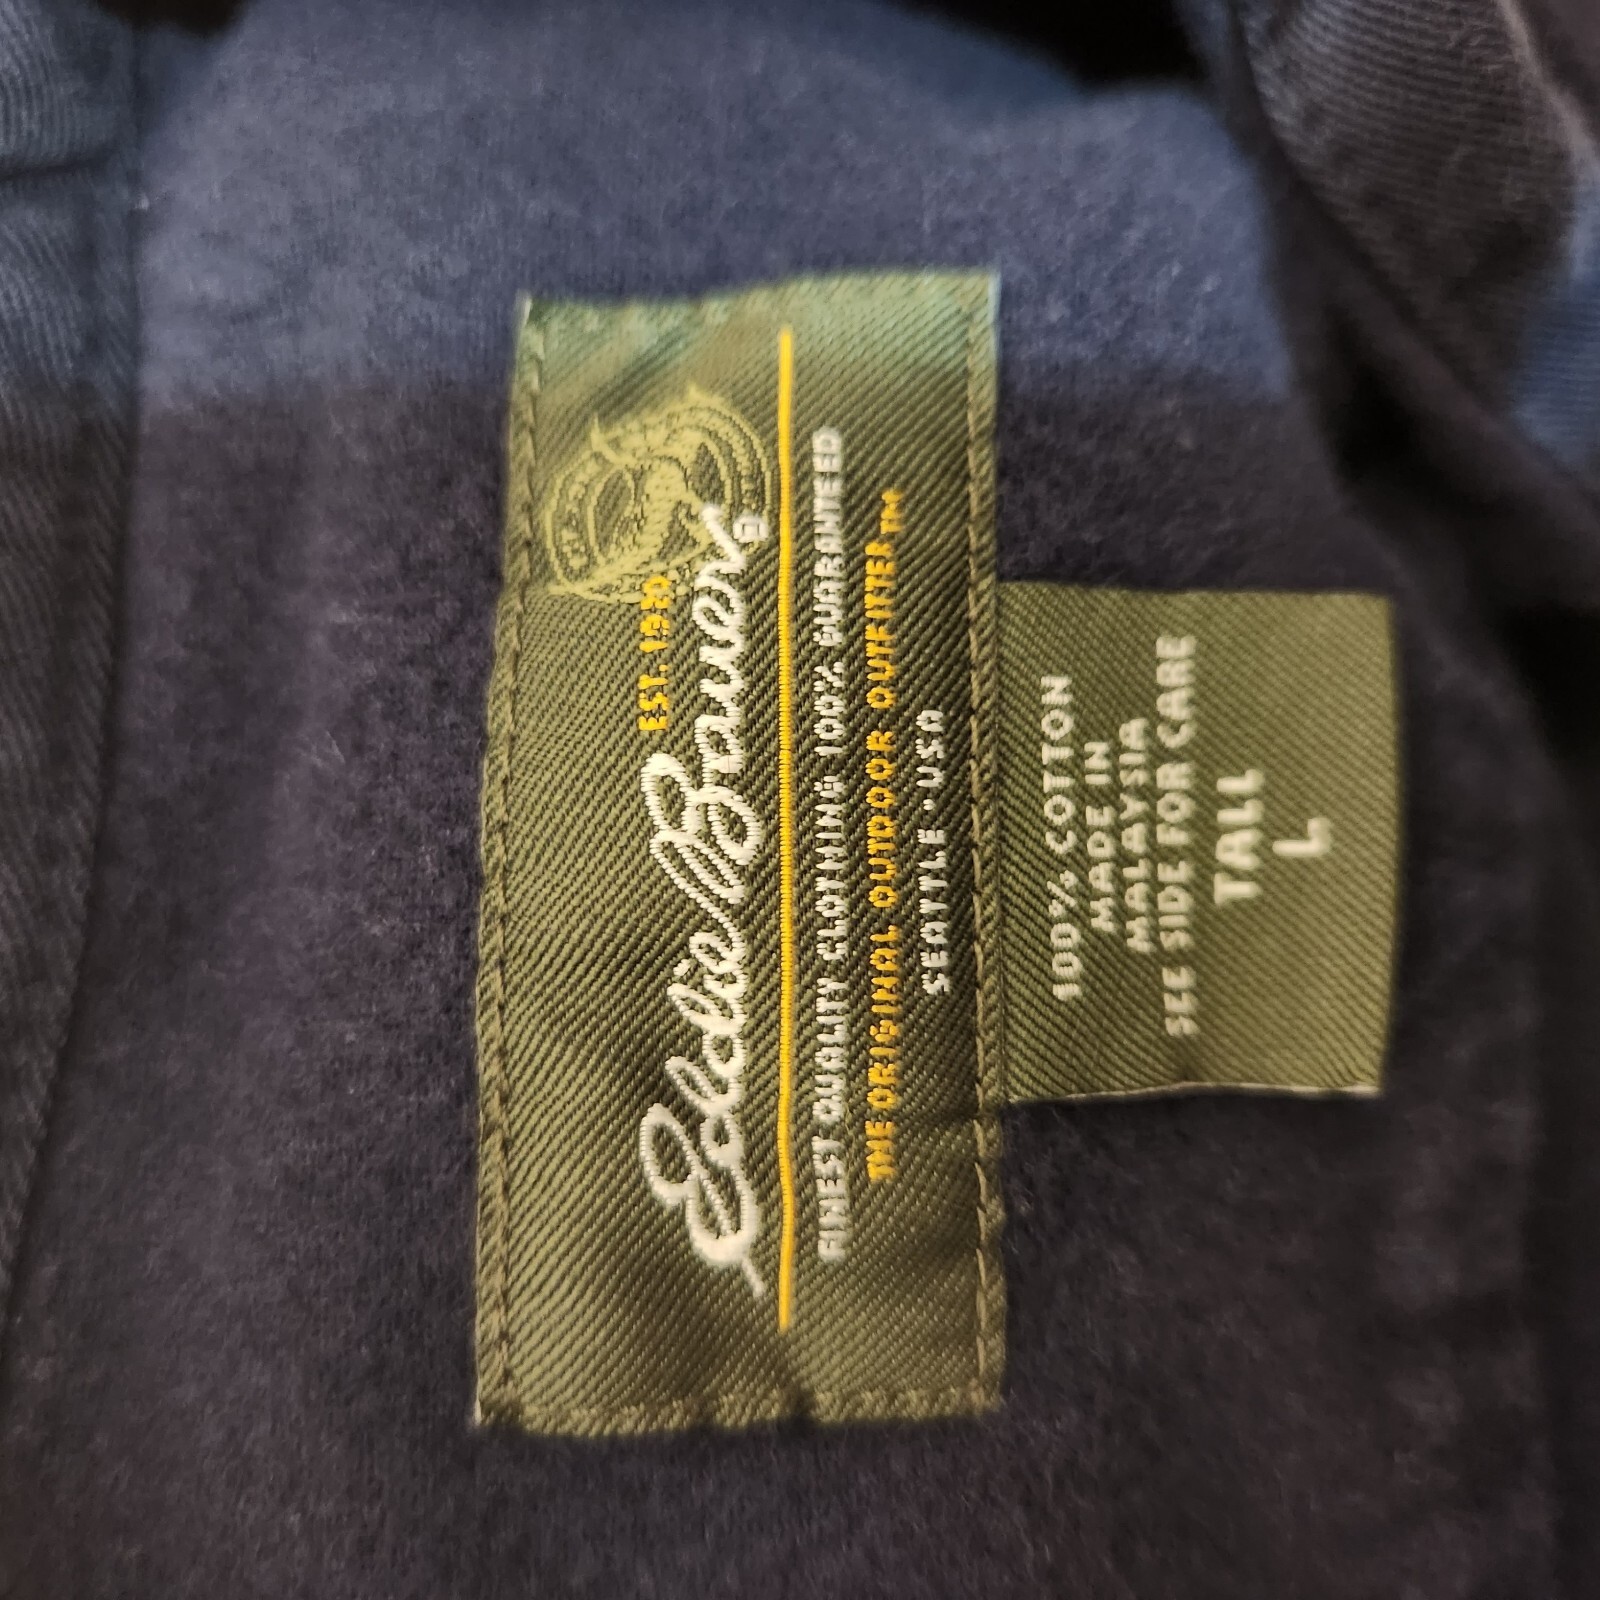 EST. 1920
Eddie Bauer®
FINEST QUALITY CLOTHING 100% GUARANTEED
THE ORIGINAL OUTDOOR OUTFITTER™
SEATTLE · USA
100% COTTON
MADE IN
MALAYSIA
SEE SIDE FOR CARE
TALL
L